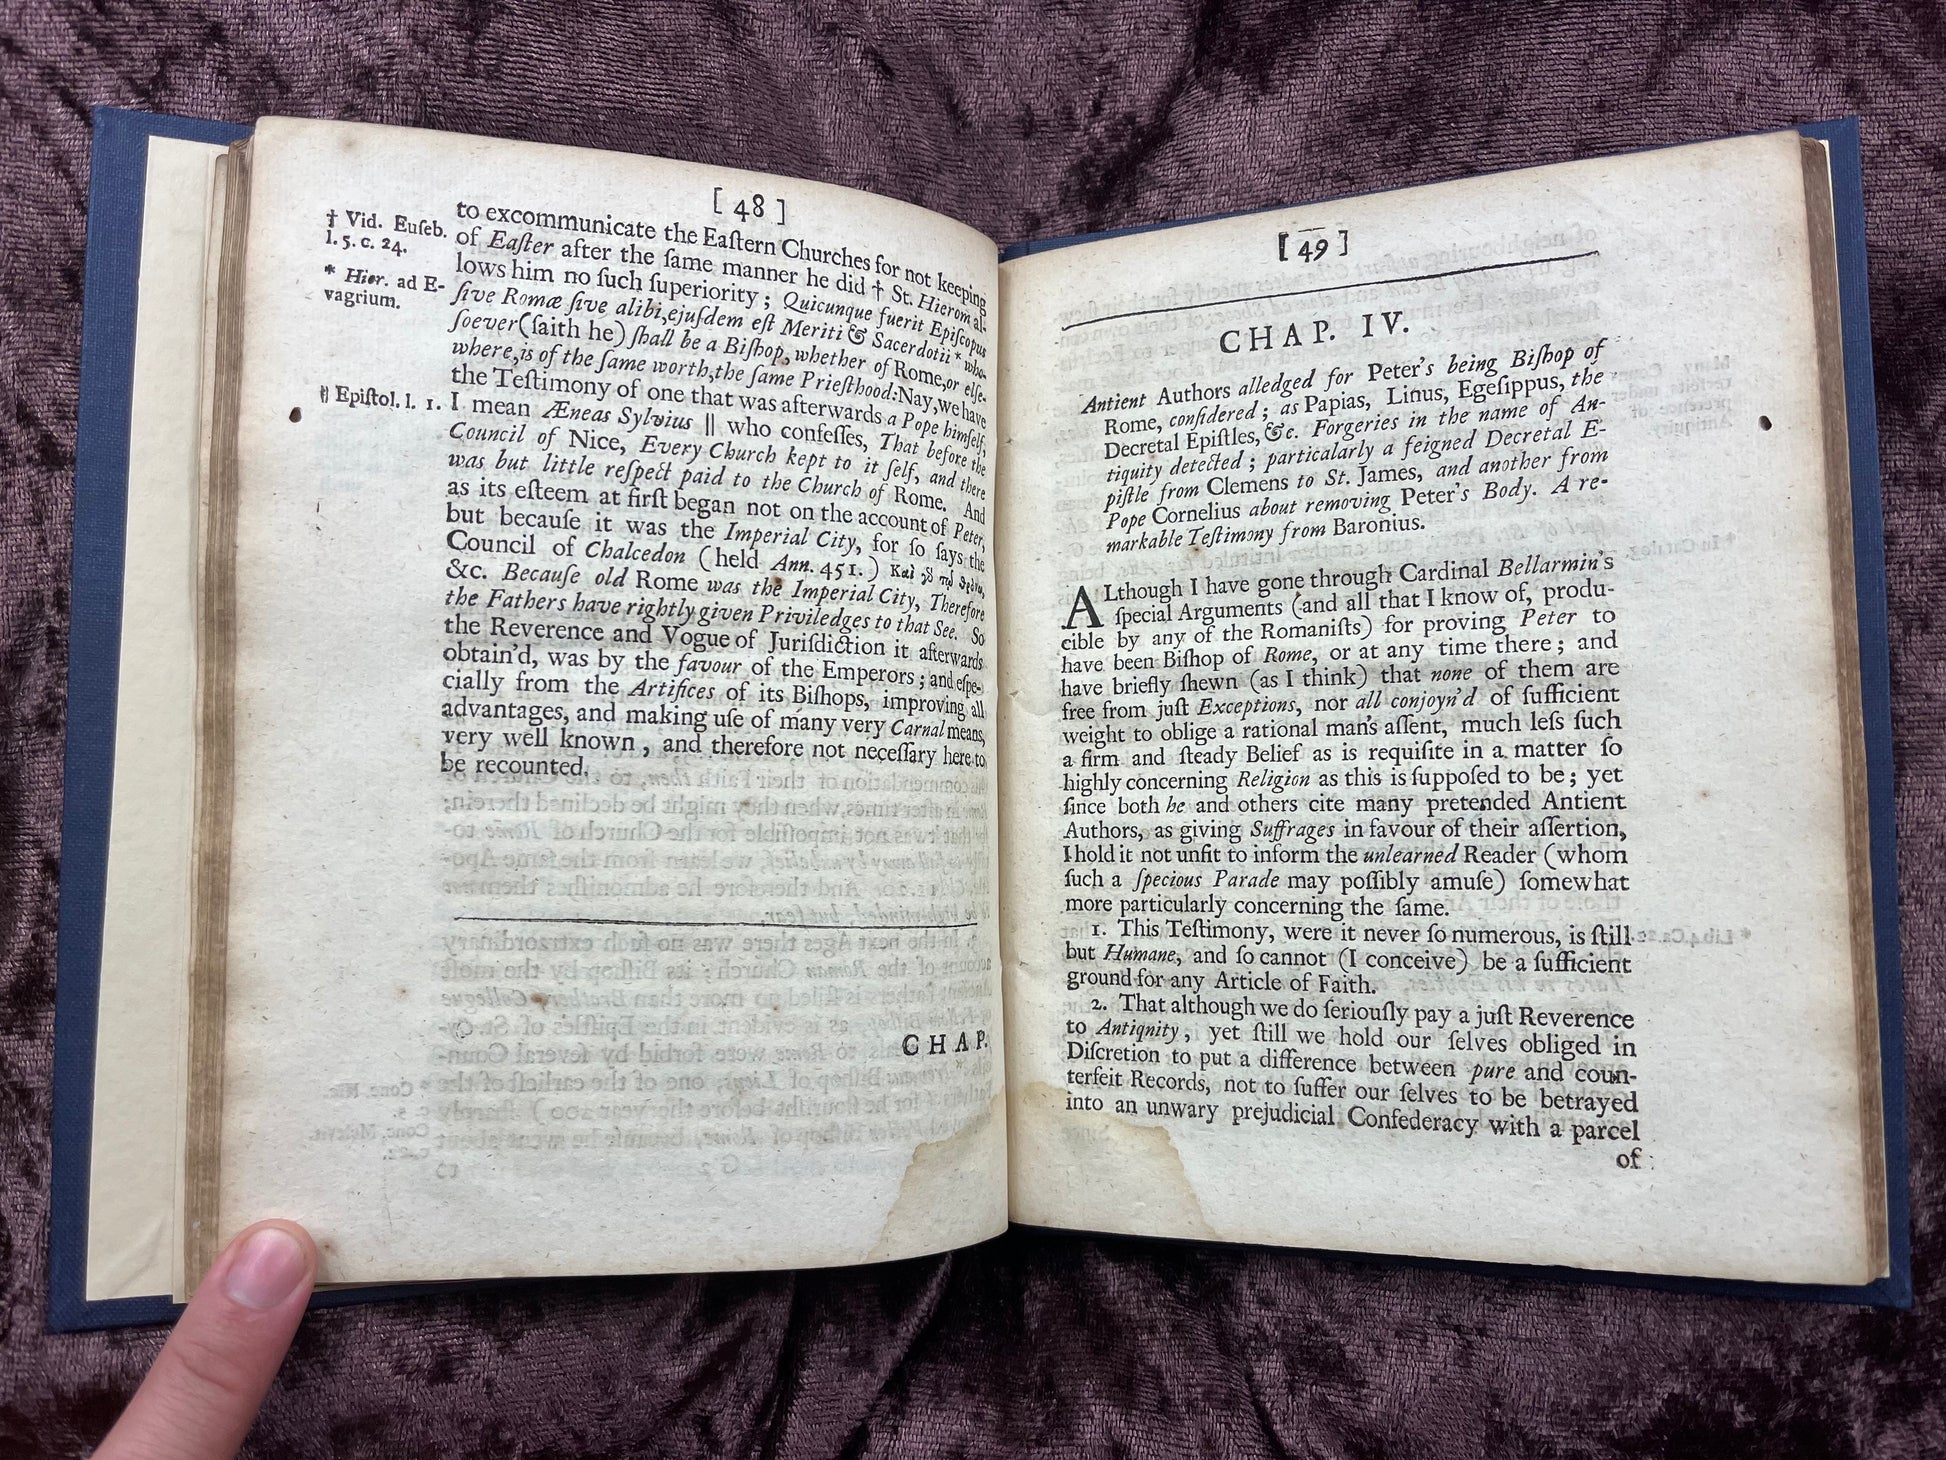 [ 48 ]
† Vid. Euſeb.
l. 5. c. 24.
* Hier. ad E-
vagrium.
|| Epiſtol. l. 1.
to excommunicate the Eaſtern Churches for not keeping
of Eaſter after the ſame manner he did † St. Hierom al-
lows him no ſuch ſuperiority; Quicunque fuerit Epiſcopus
ſive Romæ ſive alibi, ejuſdem eſt Meriti & Sacerdotii * who-
ſoever (ſaith he) ſhall be a Biſhop, whether of Rome, or elſe-
where, is of the ſame worth, the ſame Prieſthood: Nay, we have
the Teſtimony of one that was afterwards a Pope himſelf,
I mean Æneas Sylvius || who confeſſes, That before the
Council of Nice, Every Church kept to it ſelf, and there
was but little reſpect paid to the Church of Rome. And
as its eſteem at firſt began not on the account of Peter,
but becauſe it was the Imperial City, for ſo ſays the
Council of Chalcedon (held Ann. 451.) Καὶ
&c. Becauſe old Rome was the Imperial City, Therefore
the Fathers have rightly given Priviledges to that See. So
the Reverence and Vogue of Juriſdiction it afterwards
obtain'd, was by the favour of the Emperors; and eſpe-
cially from the Artifices of its Biſhops, improving all
advantages, and making uſe of many very Carnal means,
very well known, and therefore not neceſſary here to
be recounted.
CHAP.
[ 49 ]
CHAP. IV.
Antient Authors alledged for Peter's being Biſhop of
Rome, conſidered; as Papias, Linus, Egeſippus, the
Decretal Epiſtles, &c. Forgeries in the name of An-
tiquity detected; particularly a feigned Decretal E-
piſtle from Clemens to St. James, and another from
Pope Cornelius about removing Peter's Body. A re-
markable Teſtimony from Baronius.
ALthough I have gone through Cardinal Bellarmin's
ſpecial Arguments (and all that I know of, produ-
cible by any of the Romaniſts) for proving Peter to
have been Biſhop of Rome, or at any time there; and
have briefly ſhewn (as I think) that none of them are
free from juſt Exceptions, nor all conjoyn'd of ſufficient
weight to oblige a rational man's aſſent, much leſs ſuch
a firm and ſteady Belief as is requiſite in a matter ſo
highly concerning Religion as this is ſuppoſed to be; yet
ſince both he and others cite many pretended Antient
Authors, as giving Suffrages in favour of their aſſertion,
I hold it not unfit to inform the unlearned Reader (whom
ſuch a ſpecious Parade may poſſibly amuſe) ſomewhat
more particularly concerning the ſame.
1. This Teſtimony, were it never ſo numerous, is ſtill
but Humane, and ſo cannot (I conceive) be a ſufficient
ground for any Article of Faith.
2. That although we do ſeriouſly pay a juſt Reverence
to Antiqnity, yet ſtill we hold our ſelves obliged in
Diſcretion to put a difference between pure and coun-
terfeit Records, not to ſuffer our ſelves to be betrayed
into an unwary prejudicial Confederacy with a parcel
of